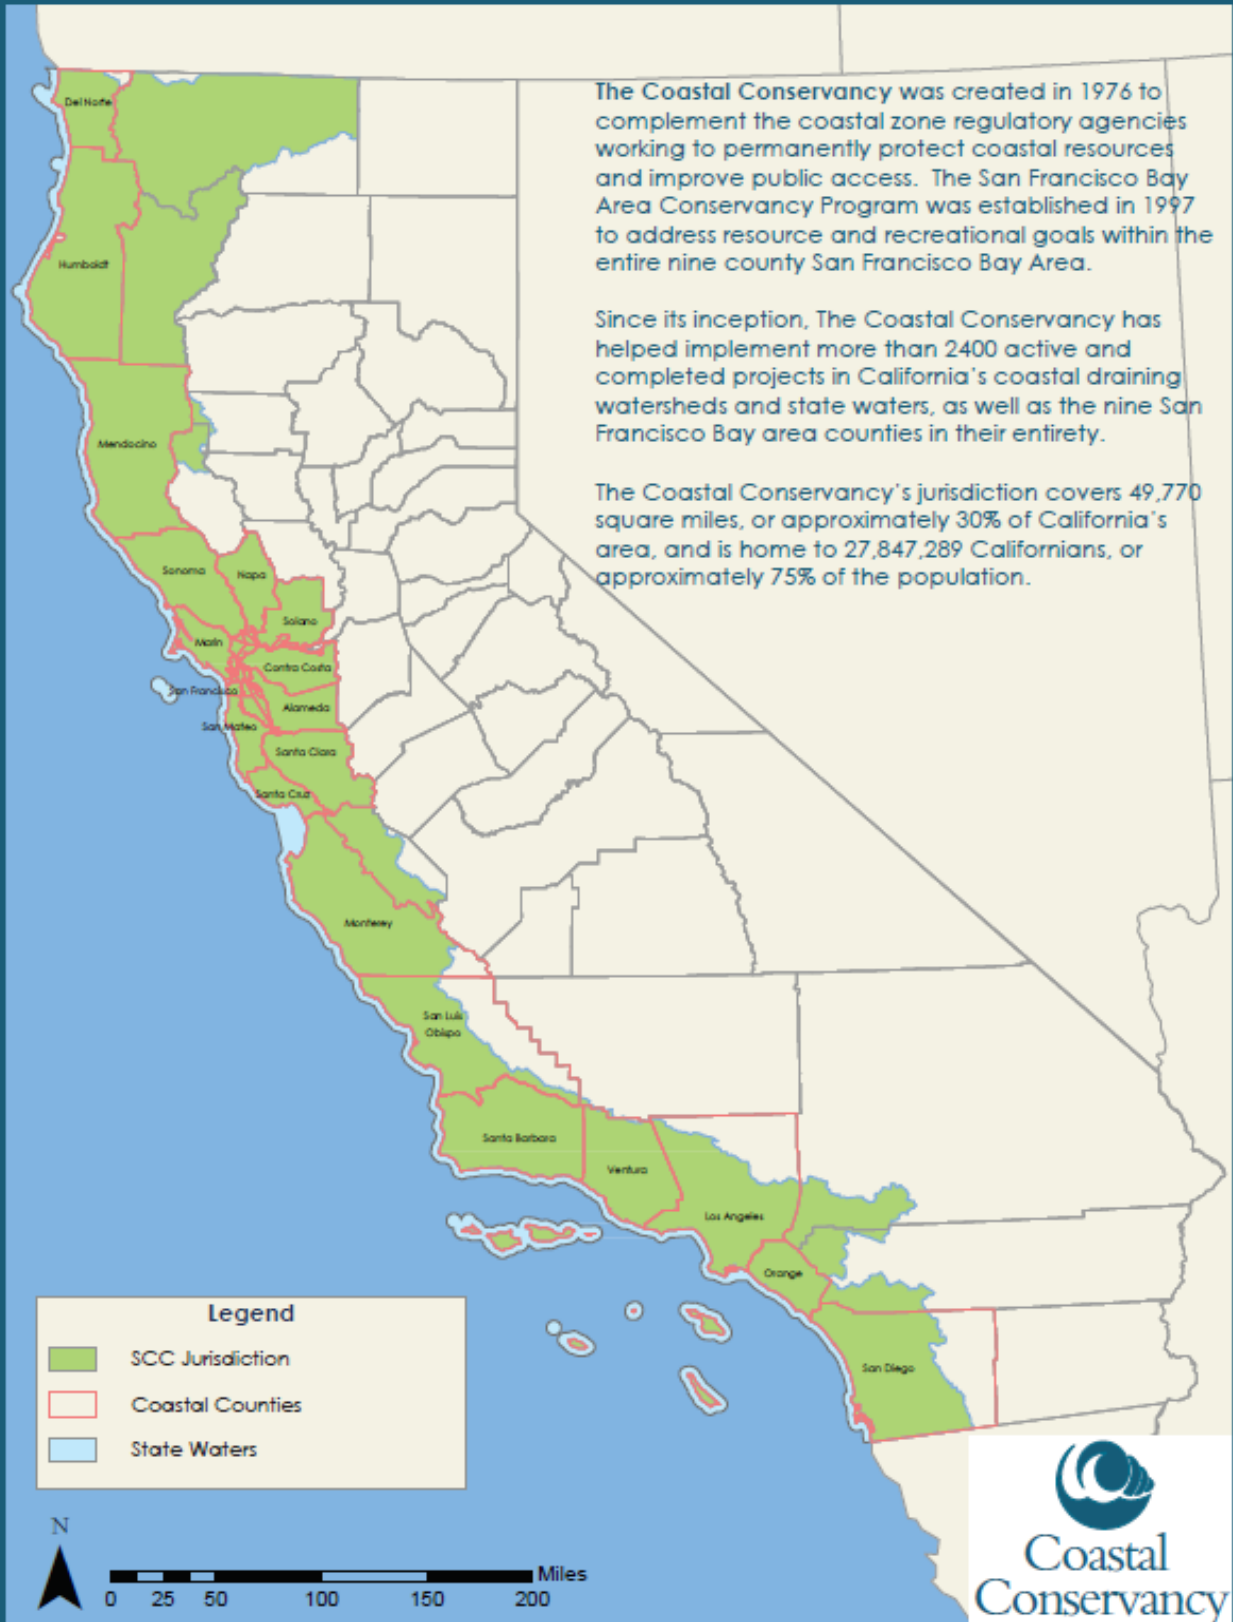 The Coastal Conservancy was created in 1976 to
complement the coastal zone regulatory agencies
working to permanently protect coastal resources
and improve public access. The San Francisco Bay
Area Conservancy Program was established in 1997
to address resource and recreational goals within the
entire nine county San Francisco Bay Area.
Since its inception, The Coastal Conservancy has
helped implement more than 2400 active and
completed projects in California's coastal draining
watersheds and state waters, as well as the nine San
Francisco Bay area counties in their entirety.
The Coastal Conservancy's jurisdiction covers 49,770
square miles, or approximately 30% of California's
area, and is home to 27,847,289 Californians, or
approximately 75% of the population.
Del Norte
Humboldt
Mendocino
Sonoma
Napa
Solano
Marin
Contra Costa
San Francisco
Alameda
San Mateo
Santa Clara
Santa Cruz
Monterey
San Luis
Obispo
Santa Barbara
Ventura
Los Angeles
Orange
San Diego
Legend
SCC Jurisdiction
Coastal Counties
State Waters
N
Miles
0 25 50 100 150 200
Coastal
Conservancy